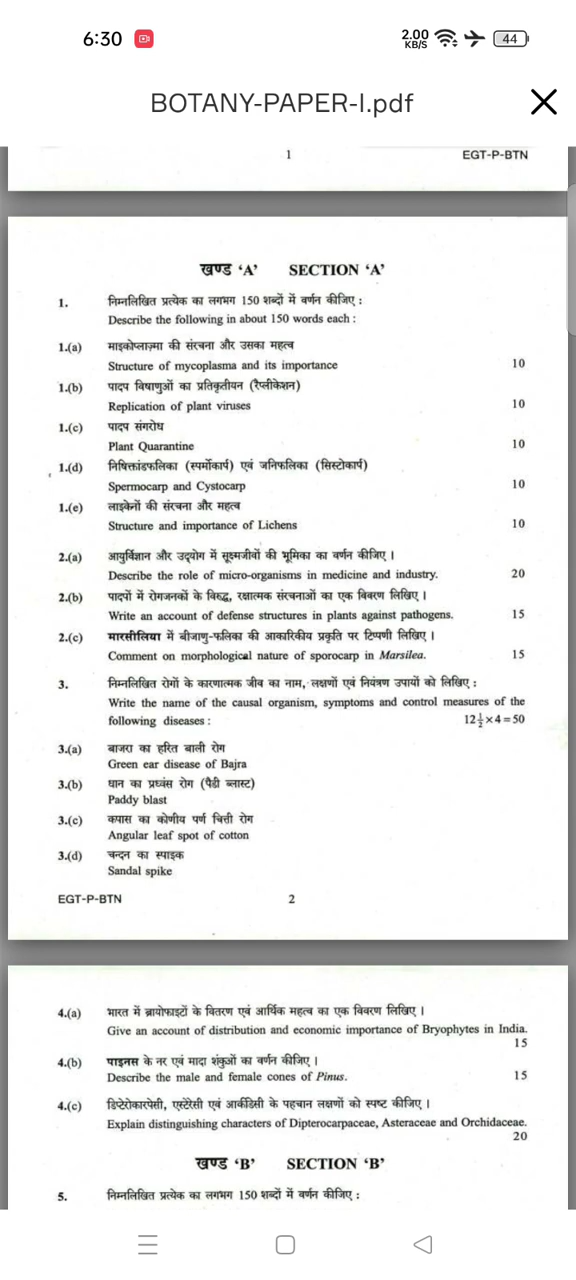 6:30
2.00
KB/S
44
BOTANY-PAPER-I.pdf
1
EGT-P-BTN
खण्ड ‘A’ SECTION ‘A’
1. निम्नलिखित प्रत्येक का लगभग 150 शब्दों में वर्णन कीजिए :
Describe the following in about 150 words each :
1.(a) माइकोप्लाज़्मा की संरचना और उसका महत्व
Structure of mycoplasma and its importance 10
1.(b) पादप विषाणुओं का प्रतिकृतीयन (रैप्लीकेशन)
Replication of plant viruses 10
1.(c) पादप संगरोध
Plant Quarantine 10
1.(d) निषिक्तांडफलिका (स्पर्मोकार्प) एवं जनिफलिका (सिस्टोकार्प)
Spermocarp and Cystocarp 10
1.(e) लाइकेनों की संरचना और महत्व
Structure and importance of Lichens 10
2.(a) आयुर्विज्ञान और उद्योग में सूक्ष्मजीवों की भूमिका का वर्णन कीजिए ।
Describe the role of micro-organisms in medicine and industry. 20
2.(b) पादपों में रोगजनकों के विरुद्ध, रक्षात्मक संरचनाओं का एक विवरण लिखिए ।
Write an account of defense structures in plants against pathogens. 15
2.(c) मारसीलिया में बीजाणु-फलिका की आकारिकीय प्रकृति पर टिप्पणी लिखिए ।
Comment on morphological nature of sporocarp in Marsilea. 15
3. निम्नलिखित रोगों के कारणात्मक जीव का नाम, लक्षणों एवं नियंत्रण उपायों को लिखिए :
Write the name of the causal organism, symptoms and control measures of the
following diseases : 12½×4=50
3.(a) बाजरा का हरित बाली रोग
Green ear disease of Bajra
3.(b) धान का प्रध्वंस रोग (पैडी ब्लास्ट)
Paddy blast
3.(c) कपास का कोणीय पर्ण चित्ती रोग
Angular leaf spot of cotton
3.(d) चन्दन का स्पाइक
Sandal spike
EGT-P-BTN 2
4.(a) भारत में ब्रायोफाइटों के वितरण एवं आर्थिक महत्व का एक विवरण लिखिए ।
Give an account of distribution and economic importance of Bryophytes in India.
15
4.(b) पाइनस के नर एवं मादा शंकुओं का वर्णन कीजिए ।
Describe the male and female cones of Pinus. 15
4.(c) डिप्टेरोकारपेसी, एस्टेरेसी एवं आर्कीडेसी के पहचान लक्षणों को स्पष्ट कीजिए ।
Explain distinguishing characters of Dipterocarpaceae, Asteraceae and Orchidaceae.
20
खण्ड ‘B’ SECTION ‘B’
5. निम्नलिखित प्रत्येक का लगभग 150 शब्दों में वर्णन कीजिए :